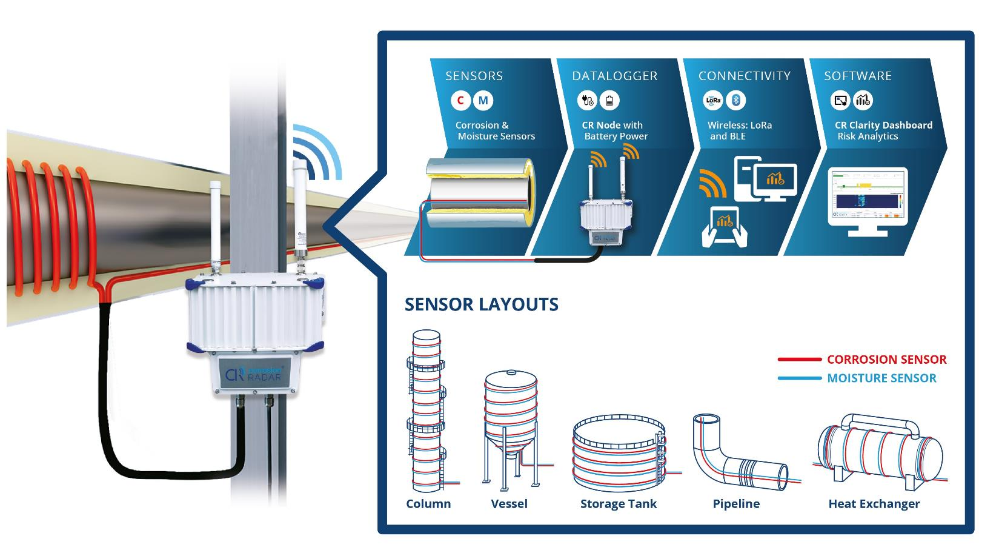 SENSORS
C M
Corrosion &
Moisture Sensors
DATALOGGER
CR Node with
Battery Power
CONNECTIVITY
LoRa
Wireless: LoRa
and BLE
SOFTWARE
CR Clarity Dashboard
Risk Analytics
CR
corrosion
RADAR
SENSOR LAYOUTS
CORROSION SENSOR
MOISTURE SENSOR
Column
Vessel
Storage Tank
Pipeline
Heat Exchanger